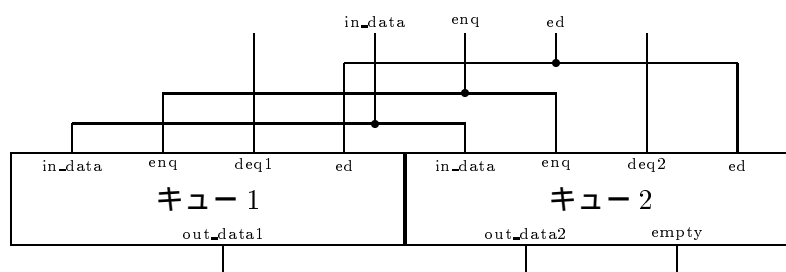 in_data enq ed
in_data enq deq1 ed in_data enq deq2 ed
キュー 1 キュー 2
out_data1 out_data2 empty